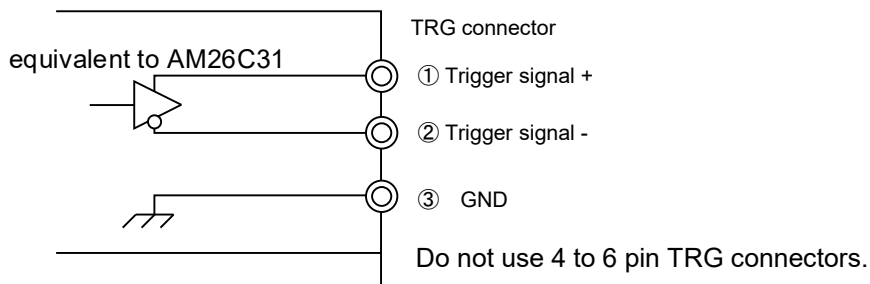 TRG connector
equivalent to AM26C31
① Trigger signal +
② Trigger signal -
③ GND
Do not use 4 to 6 pin TRG connectors.